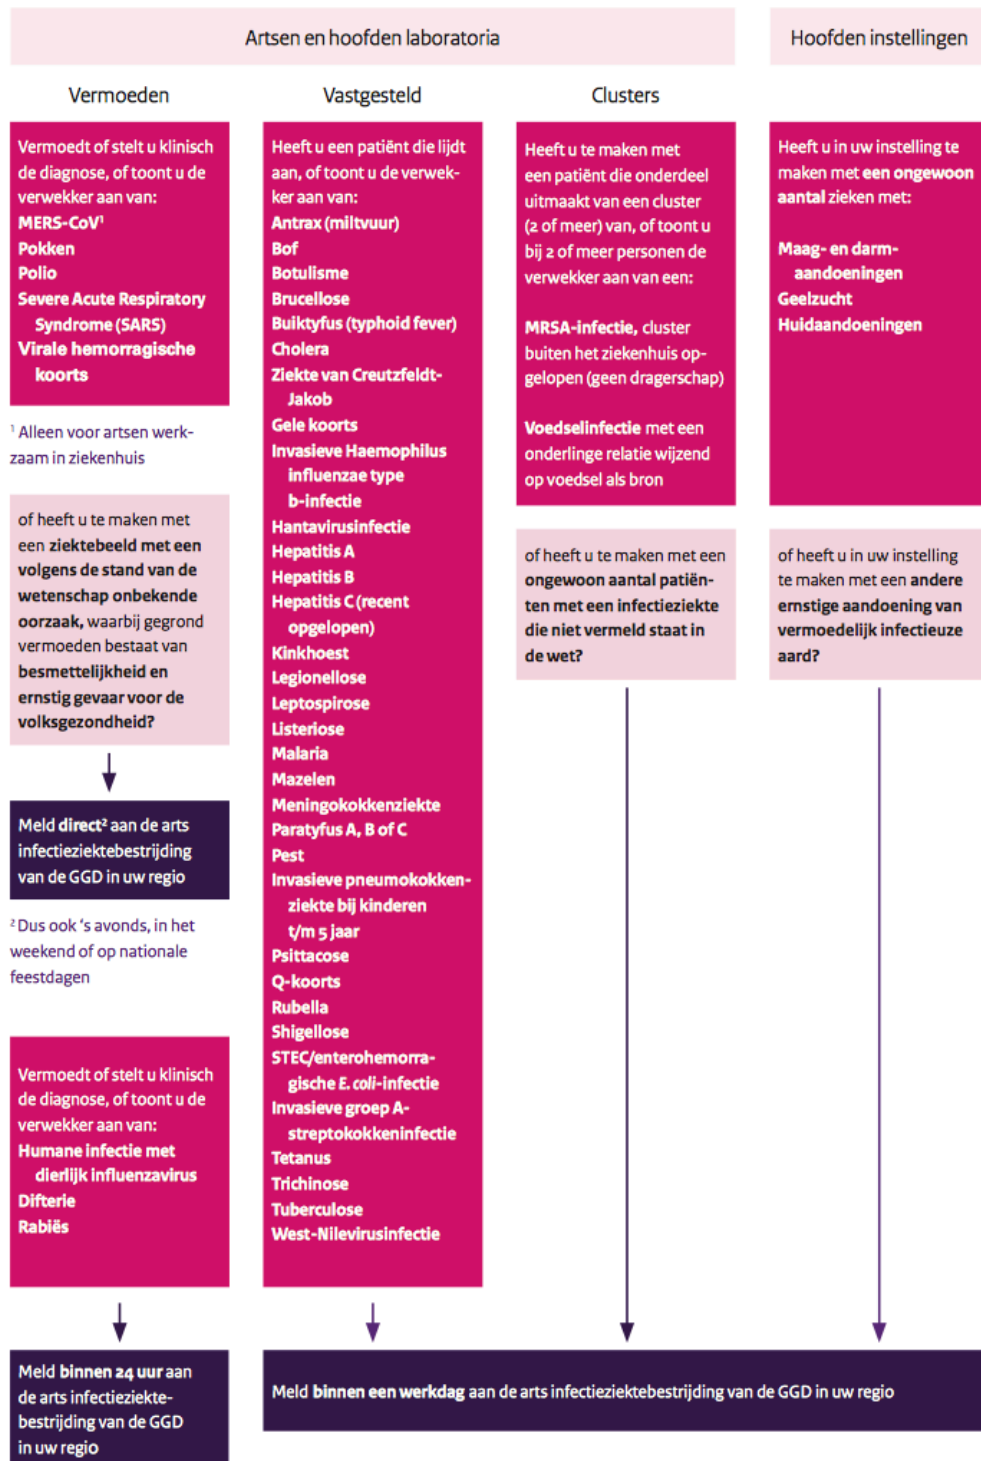 Artsen en hoofden laboratoria
Hoofden instellingen
Vermoeden
Vermoedt of stelt u klinisch
de diagnose, of toont u de
verwekker aan van:
MERS-CoV¹
Pokken
Polio
Severe Acute Respiratory
Syndrome (SARS)
Virale hemorragische
koorts
¹ Alleen voor artsen werk-
zaam in ziekenhuis
of heeft u te maken met
een ziektebeeld met een
volgens de stand van de
wetenschap onbekende
oorzaak, waarbij gegrond
vermoeden bestaat van
besmettelijkheid en
ernstig gevaar voor de
volksgezondheid?
Meld direct² aan de arts
infectieziektebestrijding
van de GGD in uw regio
² Dus ook ‘s avonds, in het
weekend of op nationale
feestdagen
Vermoedt of stelt u klinisch
de diagnose, of toont u de
verwekker aan van:
Humane infectie met
dierlijk influenzavirus
Difterie
Rabiës
Meld binnen 24 uur aan
de arts infectieziekte-
bestrijding van de GGD
in uw regio
Vastgesteld
Heeft u een patiënt die lijdt
aan, of toont u de verwek-
ker aan van:
Antrax (miltvuur)
Bof
Botulisme
Brucellose
Buiktyfus (typhoid fever)
Cholera
Ziekte van Creutzfeldt-
Jakob
Gele koorts
Invasieve Haemophilus
influenzae type
b-infectie
Hantavirusinfectie
Hepatitis A
Hepatitis B
Hepatitis C (recent
opgelopen)
Kinkhoest
Legionellose
Leptospirose
Listeriose
Malaria
Mazelen
Meningokokkenziekte
Paratyfus A, B of C
Pest
Invasieve pneumokokken-
ziekte bij kinderen
t/m 5 jaar
Psittacose
Q-koorts
Rubella
Shigellose
STEC/enterohemorra-
gische E. coli-infectie
Invasieve groep A-
streptokokkeninfectie
Tetanus
Trichinose
Tuberculose
West-Nilevirusinfectie
Clusters
Heeft u te maken met
een patiënt die onderdeel
uitmaakt van een cluster
(2 of meer) van, of toont u
bij 2 of meer personen de
verwekker aan van een:
MRSA-infectie, cluster
buiten het ziekenhuis op-
gelopen (geen dragerschap)
Voedselinfectie met een
onderlinge relatie wijzend
op voedsel als bron
of heeft u te maken met een
ongewoon aantal patiën-
ten met een infectieziekte
die niet vermeld staat in
de wet?
Heeft u in uw instelling te
maken met een ongewoon
aantal zieken met:
Maag- en darm-
aandoeningen
Geelzucht
Huidaandoeningen
of heeft u in uw instelling
te maken met een andere
ernstige aandoening van
vermoedelijk infectieuze
aard?
Meld binnen een werkdag aan de arts infectieziektebestrijding van de GGD in uw regio